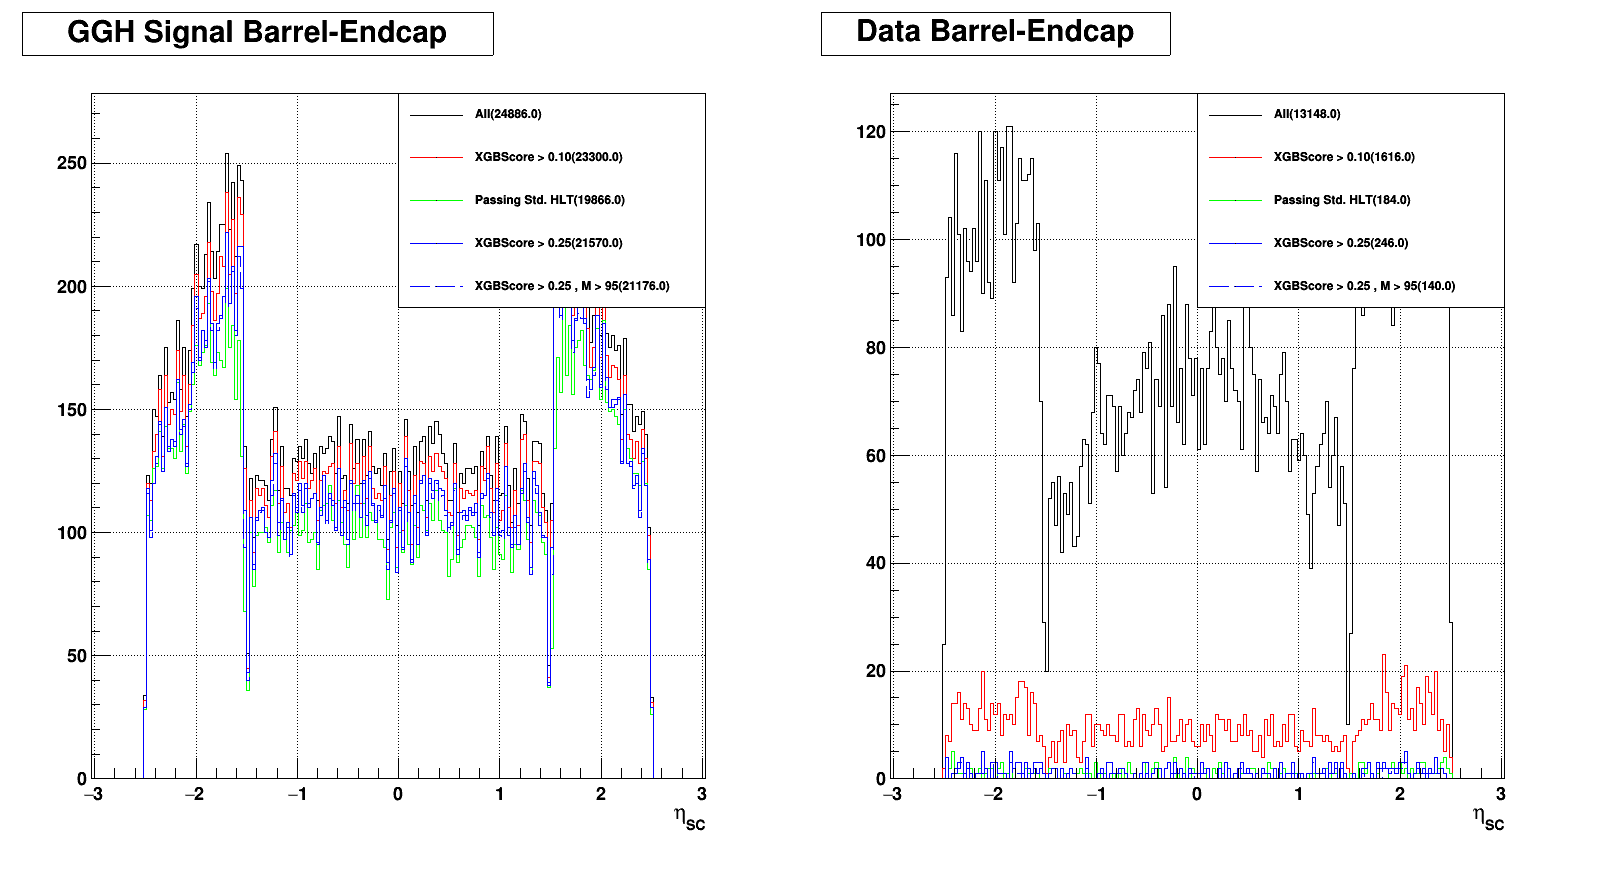 GGH Signal Barrel-Endcap
All(24886.0)
XGBScore > 0.10(23300.0)
Passing Std. HLT(19866.0)
XGBScore > 0.25(21570.0)
XGBScore > 0.25 , M > 95(21176.0)
250
200
150
100
50
0
−3 −2 −1 0 1 2 3
ηSC
Data Barrel-Endcap
All(13148.0)
XGBScore > 0.10(1616.0)
Passing Std. HLT(184.0)
XGBScore > 0.25(246.0)
XGBScore > 0.25 , M > 95(140.0)
120
100
80
60
40
20
0
−3 −2 −1 0 1 2 3
ηSC